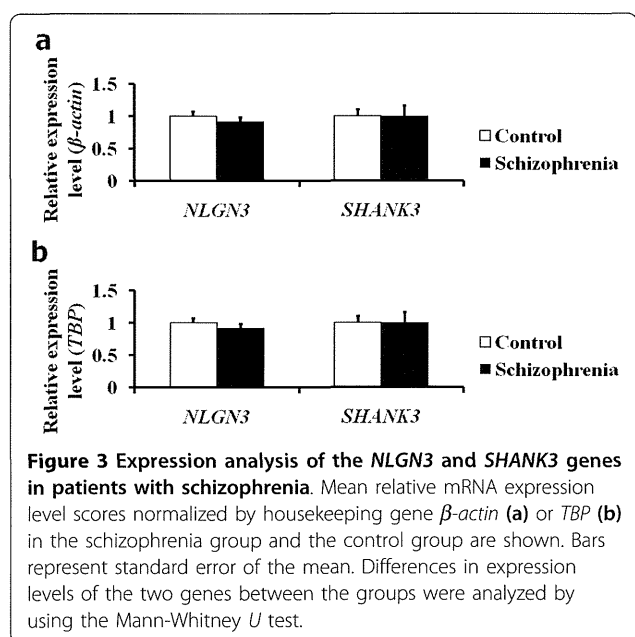 a
Relative expression
level (β-actin)
1.5
1
0.5
0
NLGN3 SHANK3
Control
Schizophrenia
b
Relative expression
level (TBP)
1.5
1
0.5
0
NLGN3 SHANK3
Control
Schizophrenia
Figure 3 Expression analysis of the NLGN3 and SHANK3 genes
in patients with schizophrenia. Mean relative mRNA expression
level scores normalized by housekeeping gene β-actin (a) or TBP (b)
in the schizophrenia group and the control group are shown. Bars
represent standard error of the mean. Differences in expression
levels of the two genes between the groups were analyzed by
using the Mann-Whitney U test.